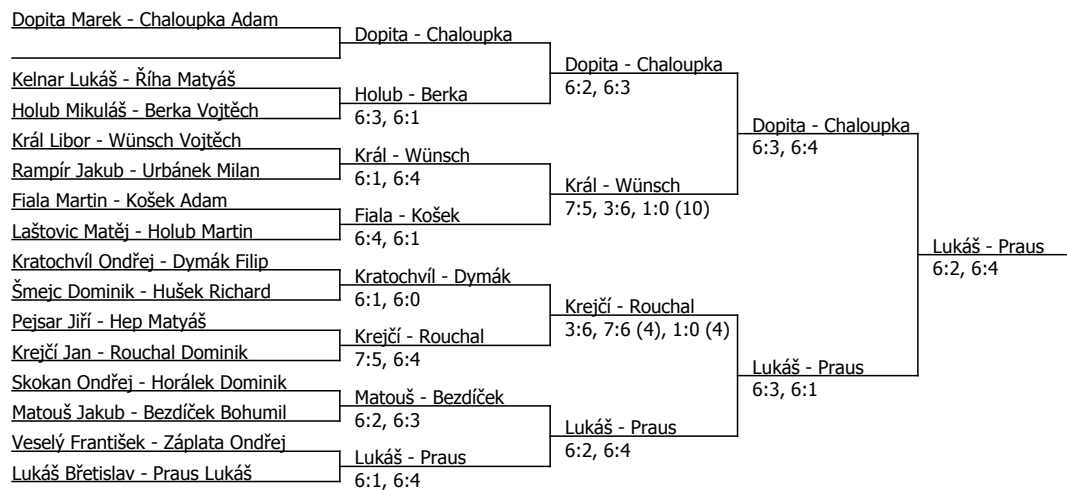 Dopita Marek - Chaloupka Adam
Kelnar Lukáš - Říha Matyáš
Holub Mikuláš - Berka Vojtěch
Král Libor - Wünsch Vojtěch
Rampír Jakub - Urbánek Milan
Fiala Martin - Košek Adam
Laštovic Matěj - Holub Martin
Kratochvíl Ondřej - Dymák Filip
Šmejc Dominik - Hušek Richard
Pejsar Jiří - Hep Matyáš
Krejčí Jan - Rouchal Dominik
Skokan Ondřej - Horálek Dominik
Matouš Jakub - Bezdíček Bohumil
Veselý František - Záplata Ondřej
Lukáš Břetislav - Praus Lukáš
Dopita - Chaloupka
Holub - Berka
6:3, 6:1
Král - Wünsch
6:1, 6:4
Fiala - Košek
6:4, 6:1
Kratochvíl - Dymák
6:1, 6:0
Krejčí - Rouchal
7:5, 6:4
Matouš - Bezdíček
6:2, 6:3
Lukáš - Praus
6:1, 6:4
Dopita - Chaloupka
6:2, 6:3
Král - Wünsch
7:5, 3:6, 1:0 (10)
Krejčí - Rouchal
3:6, 7:6 (4), 1:0 (4)
Lukáš - Praus
6:2, 6:4
Dopita - Chaloupka
6:3, 6:4
Lukáš - Praus
6:3, 6:1
Lukáš - Praus
6:2, 6:4